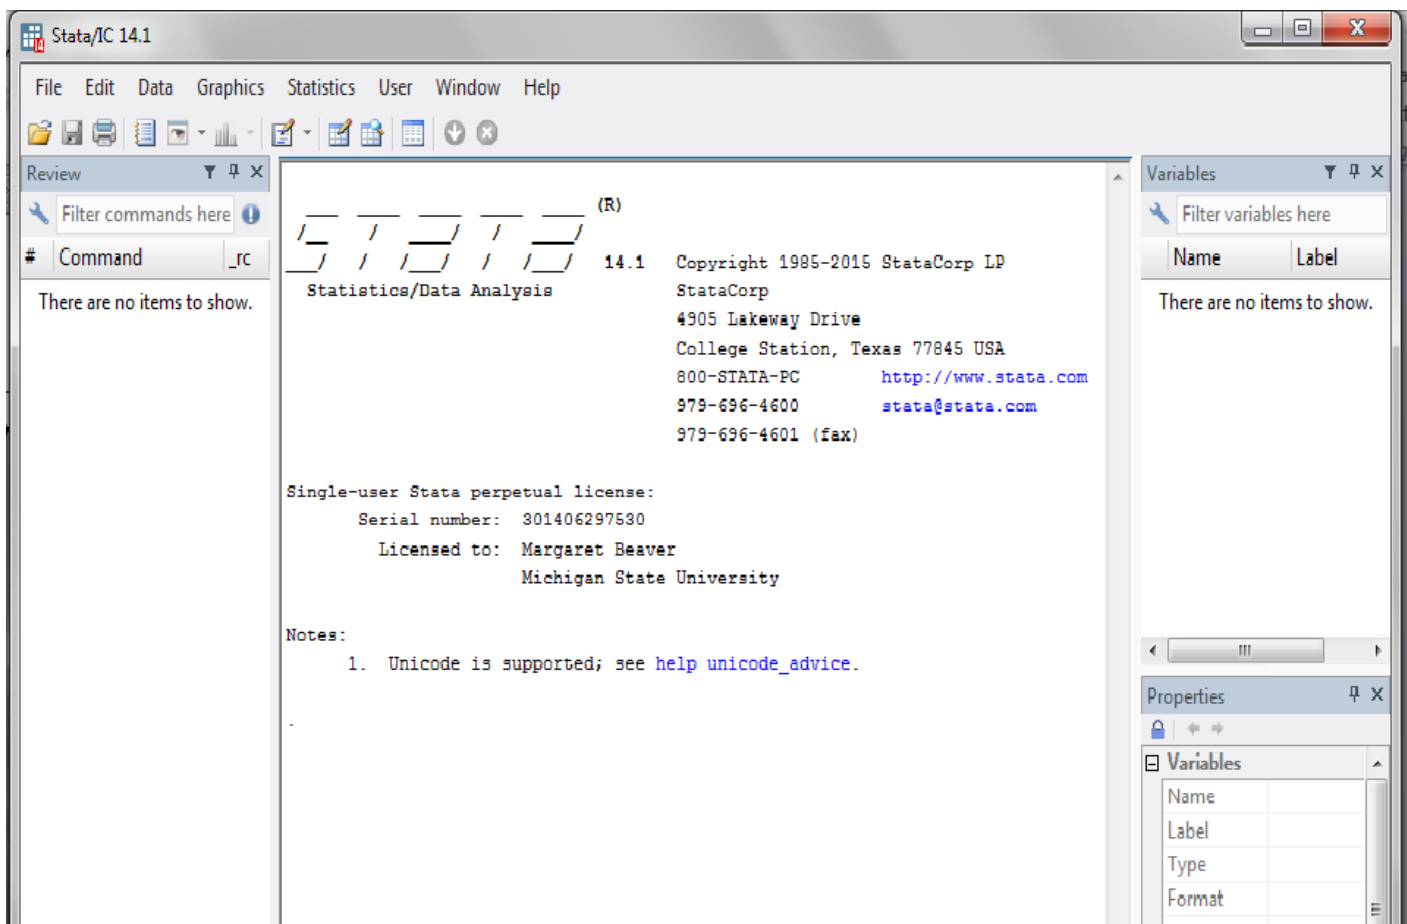 Stata/IC 14.1
File Edit Data Graphics Statistics User Window Help
Review
Filter commands here
# Command _rc
There are no items to show.
(R)
14.1 Copyright 1985-2015 StataCorp LP
Statistics/Data Analysis StataCorp
4905 Lakeway Drive
College Station, Texas 77845 USA
800-STATA-PC http://www.stata.com
979-696-4600 stata@stata.com
979-696-4601 (fax)
Single-user Stata perpetual license:
Serial number: 301406297530
Licensed to: Margaret Beaver
Michigan State University
Notes:
1. Unicode is supported; see help unicode_advice.
.
Variables
Filter variables here
Name Label
There are no items to show.
Properties
Variables
Name
Label
Type
Format